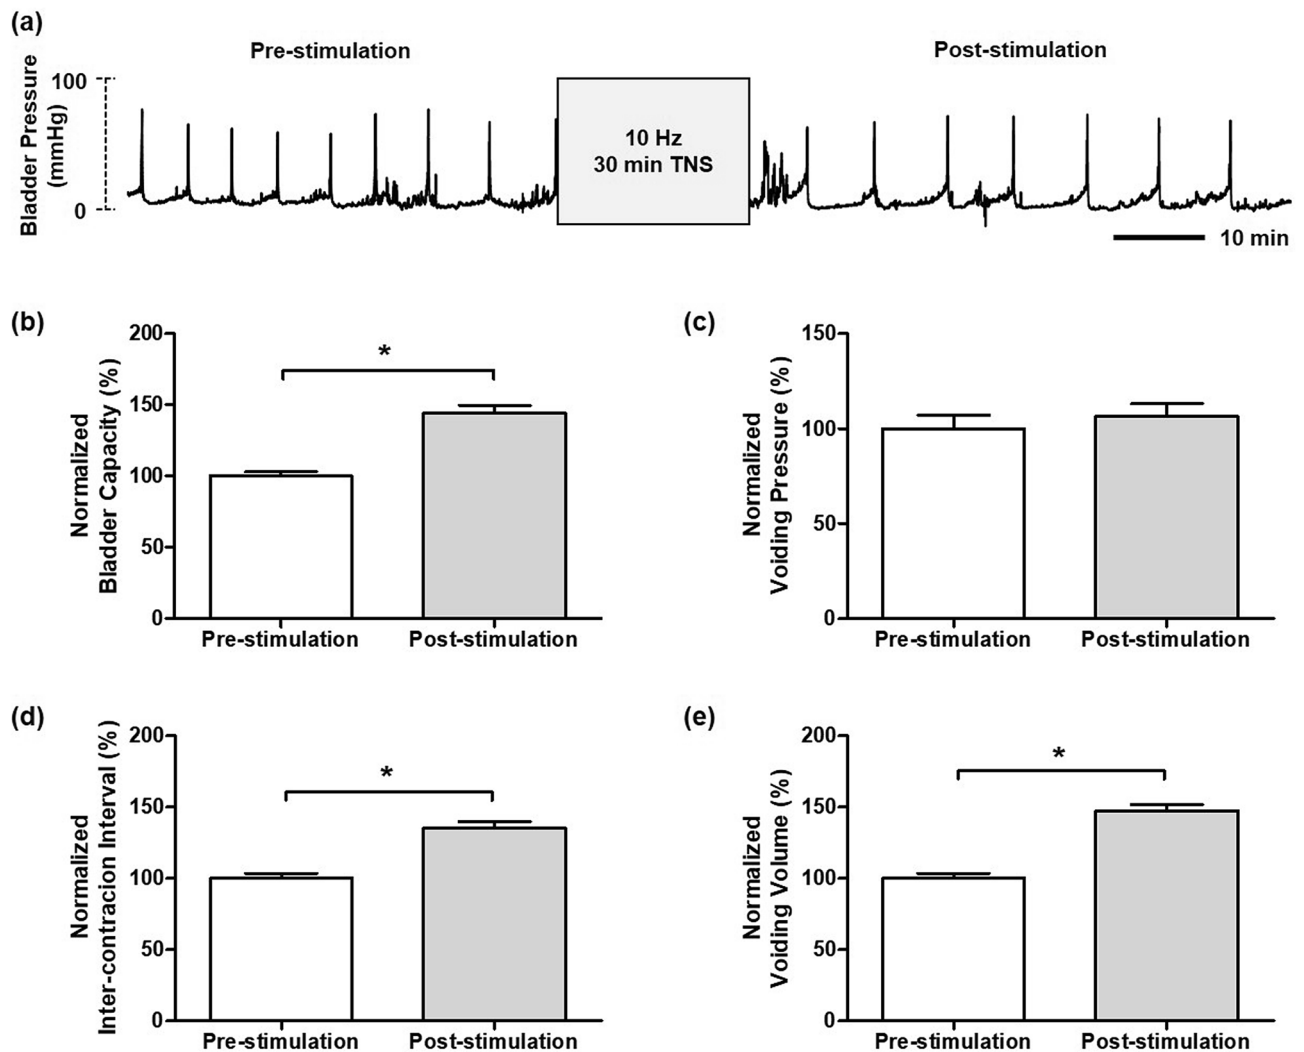 (a)
Pre-stimulation
Post-stimulation
Bladder Pressure
(mmHg)
100
0
10 Hz
30 min TNS
10 min
(b)
Normalized
Bladder Capacity (%)
200
150
100
50
0
*
Pre-stimulation
Post-stimulation
(c)
Normalized
Voiding Pressure (%)
150
100
50
0
Pre-stimulation
Post-stimulation
(d)
Normalized
Inter-contracion Interval (%)
200
150
100
50
0
*
Pre-stimulation
Post-stimulation
(e)
Normalized
Voiding Volume (%)
200
150
100
50
0
*
Pre-stimulation
Post-stimulation